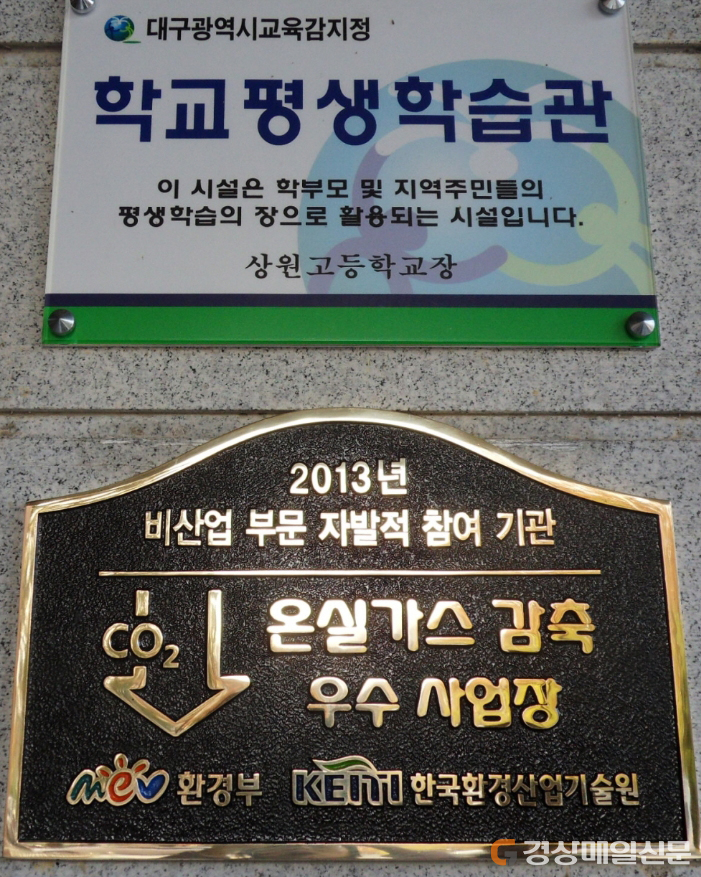 대구광역시교육감지정
학교평생학습관
이 시설은 학부모 및 지역주민들의
평생학습의 장으로 활용되는 시설입니다.
상원고등학교장
2013년
비산업 부문 자발적 참여 기관
CO2
온실가스 감축
우수 사업장
mev 환경부 KEITI 한국환경산업기술원
경상매일신문